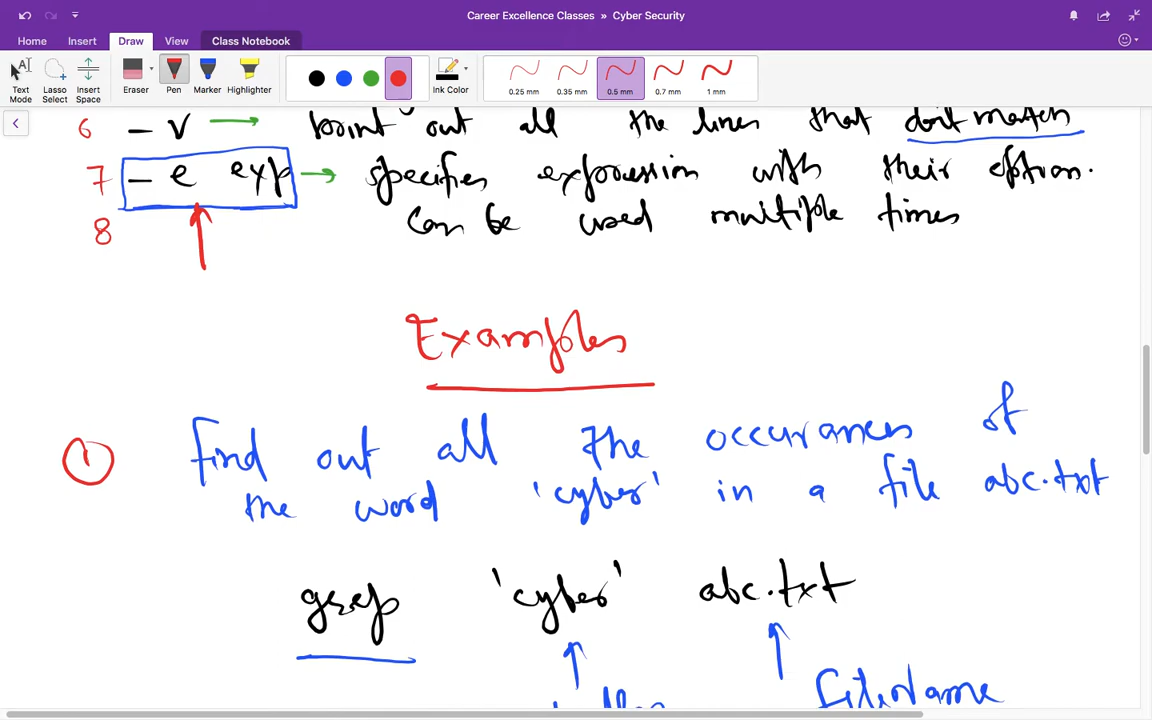 Career Excellence Classes » Cyber Security
Home Insert Draw View Class Notebook
Text Mode Lasso Select Insert Space Eraser Pen Marker Highlighter Ink Color 0.25 mm 0.35 mm 0.5 mm 0.7 mm 1 mm
6 - v → print out all the lines that dont match
7 - e exp → specifies expression with their option.
8 can be used multiple times
Examples
1 find out all the occurances of
the word 'cyber' in a file abc.txt
grep 'cyber' abc.txt
filename